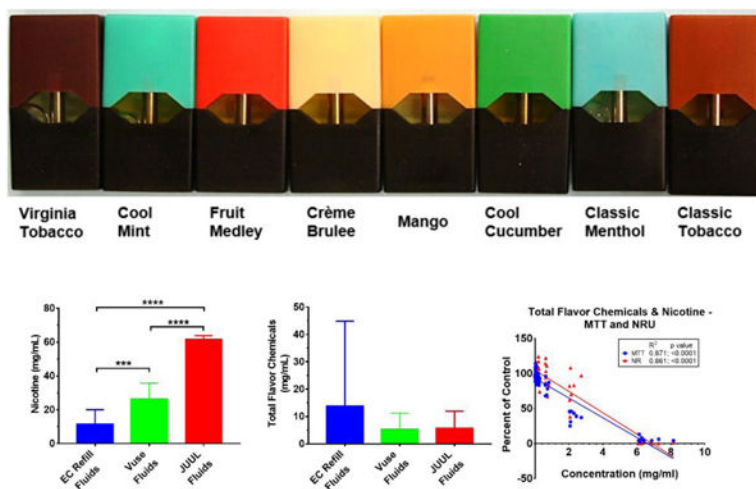 Virginia Tobacco
Cool Mint
Fruit Medley
Crème Brulee
Mango
Cool Cucumber
Classic Menthol
Classic Tobacco
Nicotine (mg/mL)
80
60
40
20
0
****
****
***
EC Refill Fluids
Vuse Fluids
JUUL Fluids
Total Flavor Chemicals (mg/mL)
50
40
30
20
10
0
EC Refill Fluids
Vuse Fluids
JUUL Fluids
Total Flavor Chemicals & Nicotine -
MTT and NRU
R² p value
MTT 0.871; <0.0001
NR 0.861; <0.0001
Percent of Control
150
100
50
0
-50
0 2 4 6 8 10
Concentration (mg/ml)